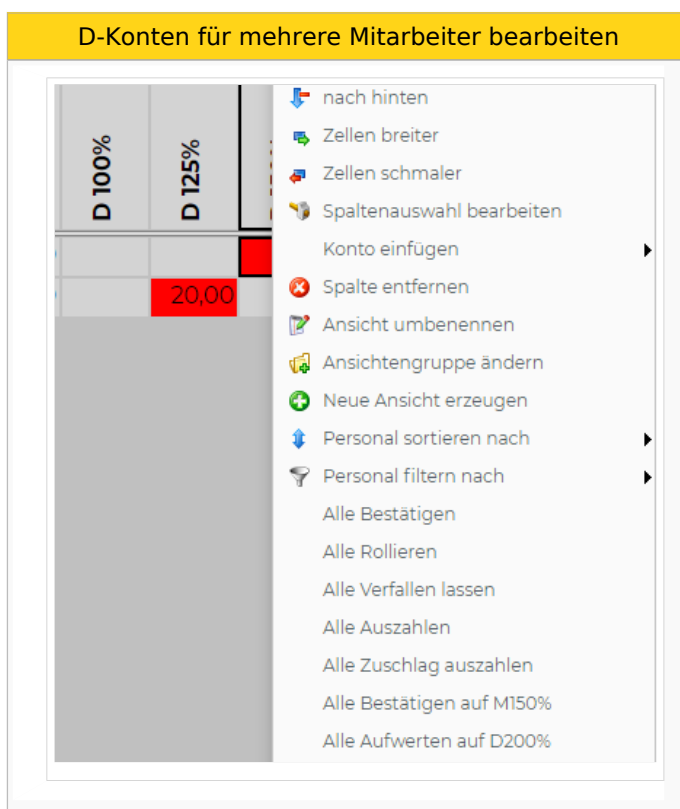 D-Konten für mehrere Mitarbeiter bearbeiten
D 100%
D 125%
20,00
nach hinten
Zellen breiter
Zellen schmaler
Spaltenauswahl bearbeiten
Konto einfügen
Spalte entfernen
Ansicht umbenennen
Ansichtengruppe ändern
Neue Ansicht erzeugen
Personal sortieren nach
Personal filtern nach
Alle Bestätigen
Alle Rollieren
Alle Verfallen lassen
Alle Auszahlen
Alle Zuschlag auszahlen
Alle Bestätigen auf M150%
Alle Aufwerten auf D200%